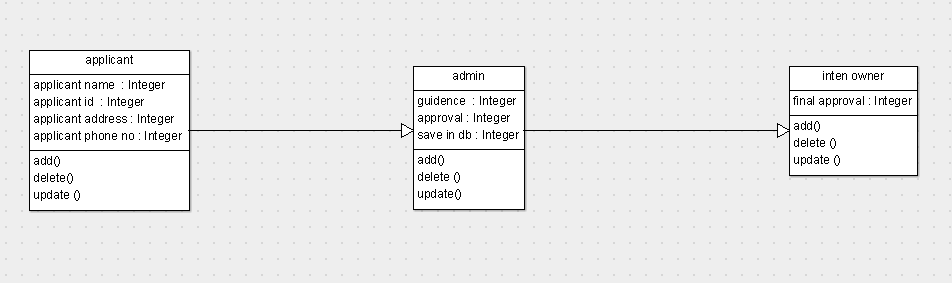 applicant
applicant name : Integer
applicant id : Integer
applicant address : Integer
applicant phone no : Integer
add()
delete()
update ()
admin
guidence : Integer
approval : Integer
save in db : Integer
add()
delete ()
update()
inten owner
final approval : Integer
add()
delete ()
update ()